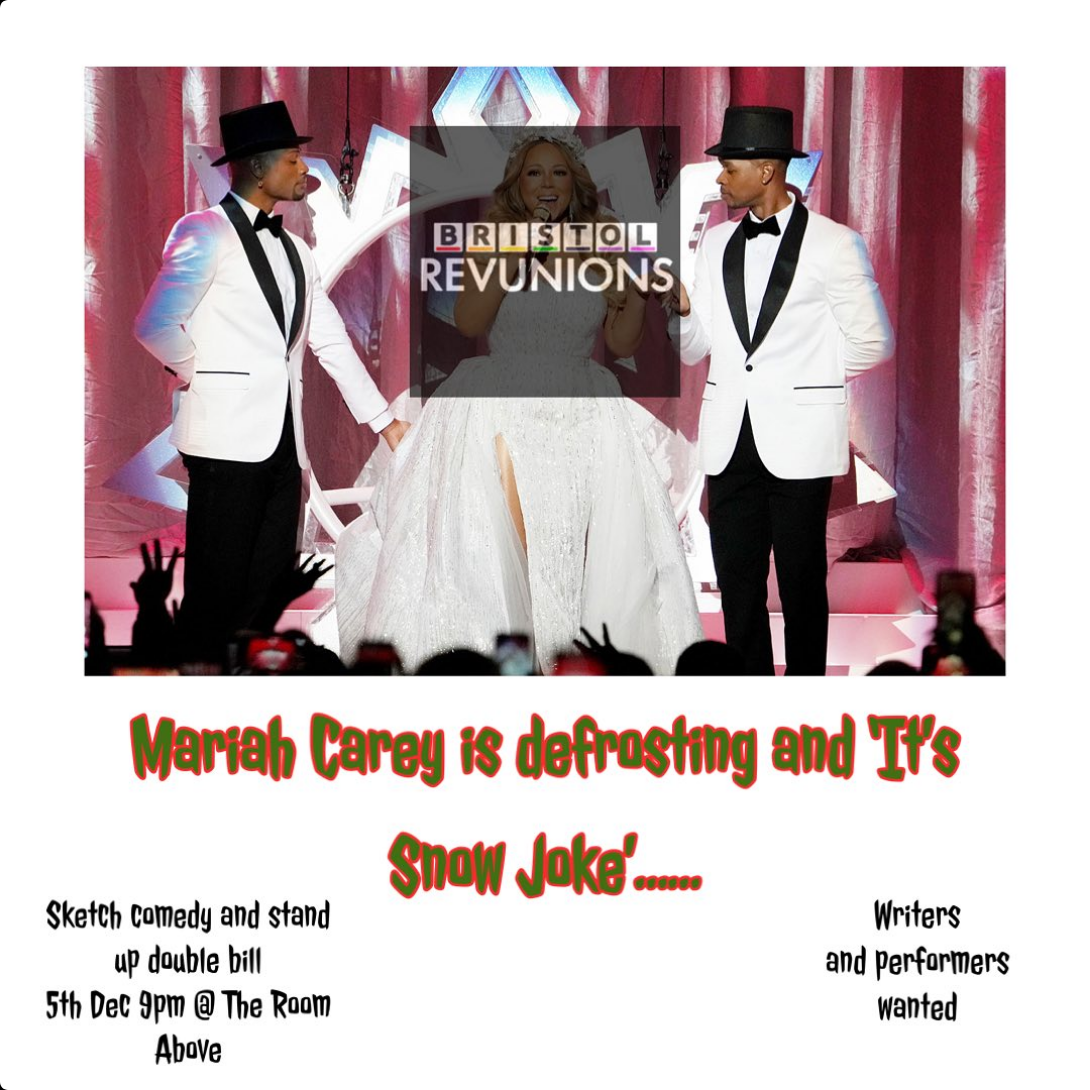 BRISTOL
REVUNIONS
Mariah Carey is defrosting and 'It's
Snow Joke'......
Sketch comedy and stand
up double bill
5th Dec 9pm @ The Room
Above
Writers
and performers
wanted